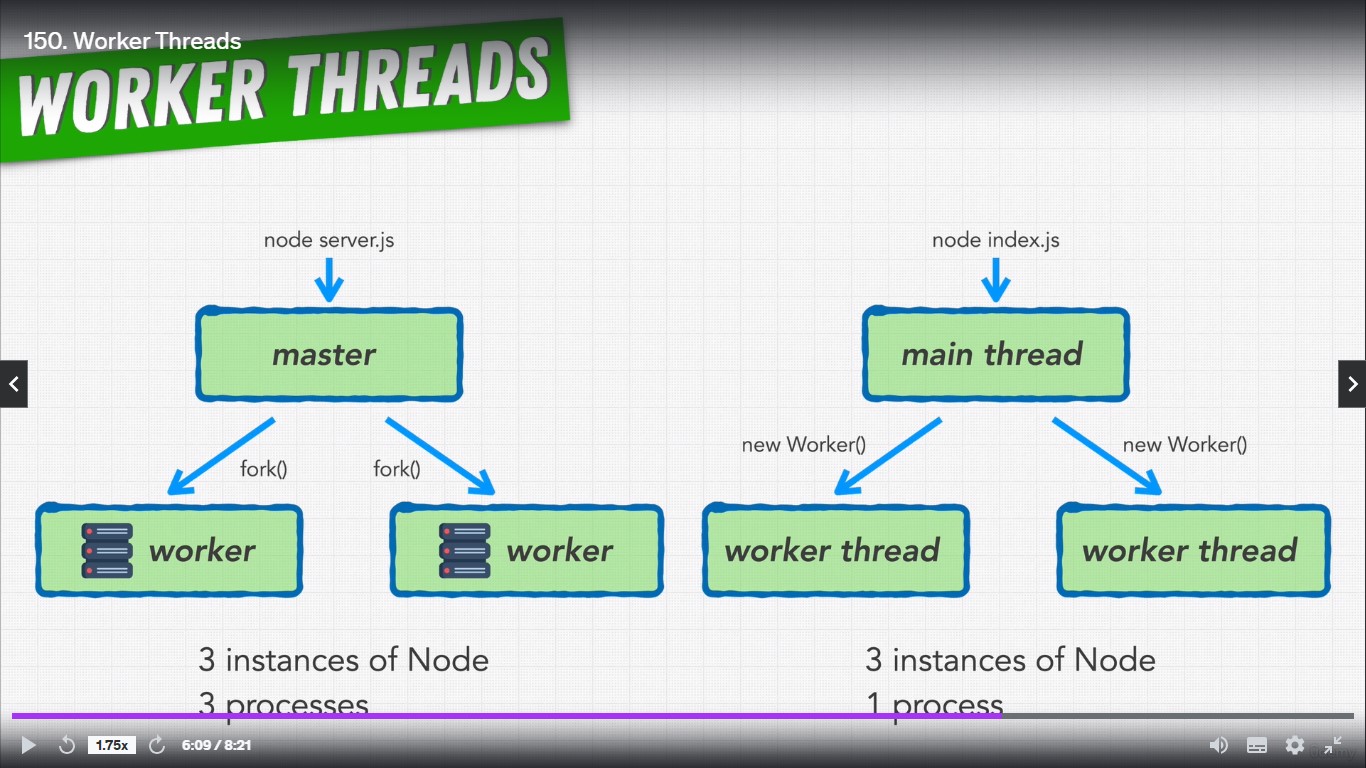 150. Worker Threads
WORKER THREADS
node server.js
master
fork()
fork()
worker
worker
3 instances of Node
3 processes
node index.js
main thread
new Worker()
new Worker()
worker thread
worker thread
3 instances of Node
1 process
1.75x
6:09 / 8:21